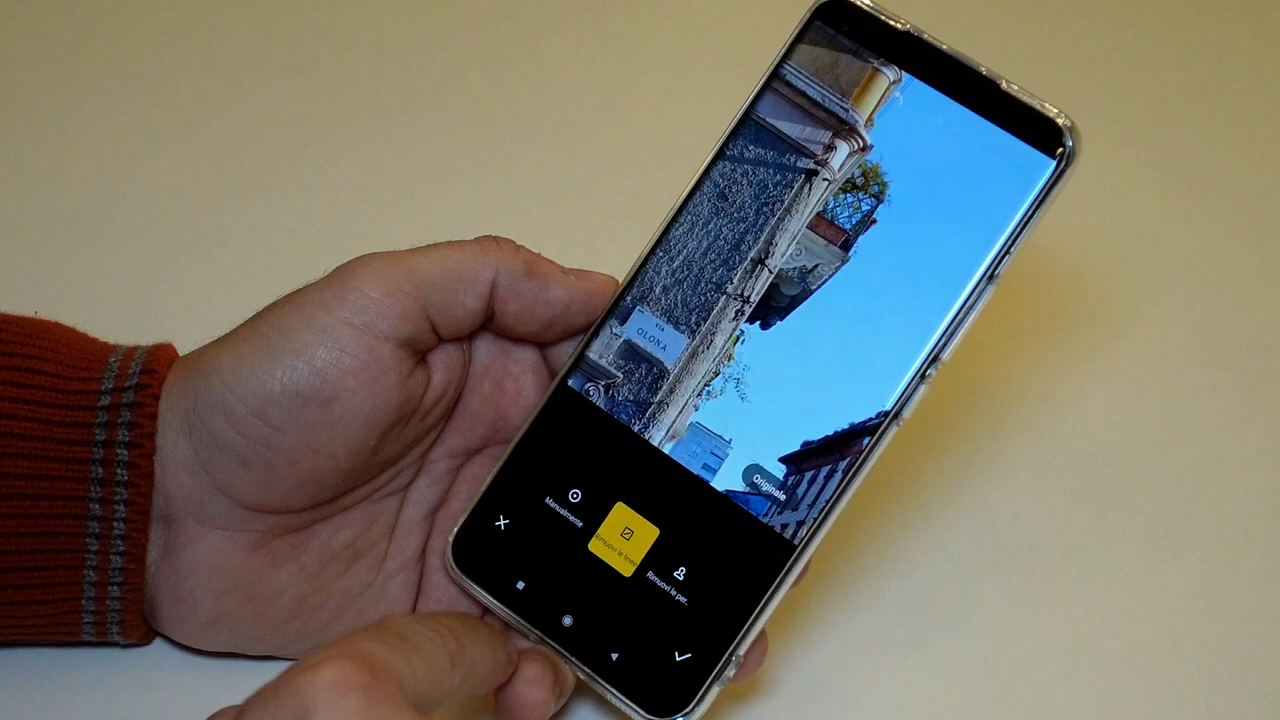 VIA
OLONA
Originale
Manualmente
Rimuovi le linee
Rimuovi le per..